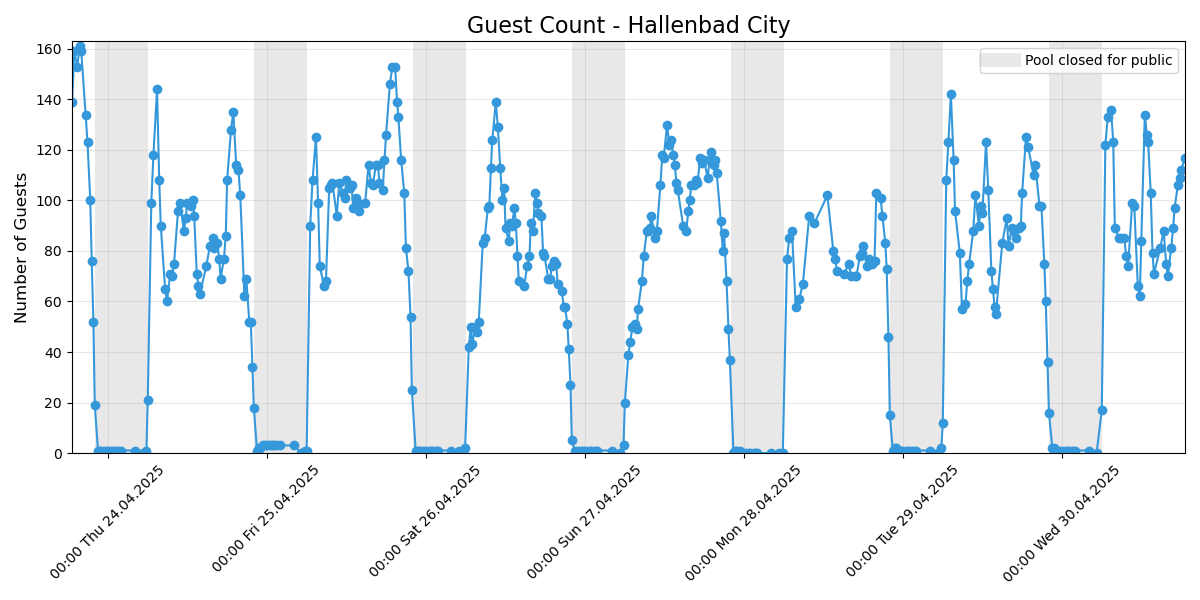 Guest Count - Hallenbad City
Pool closed for public
Number of Guests
160
140
120
100
80
60
40
20
0
00:00 Thu 24.04.2025
00:00 Fri 25.04.2025
00:00 Sat 26.04.2025
00:00 Sun 27.04.2025
00:00 Mon 28.04.2025
00:00 Tue 29.04.2025
00:00 Wed 30.04.2025